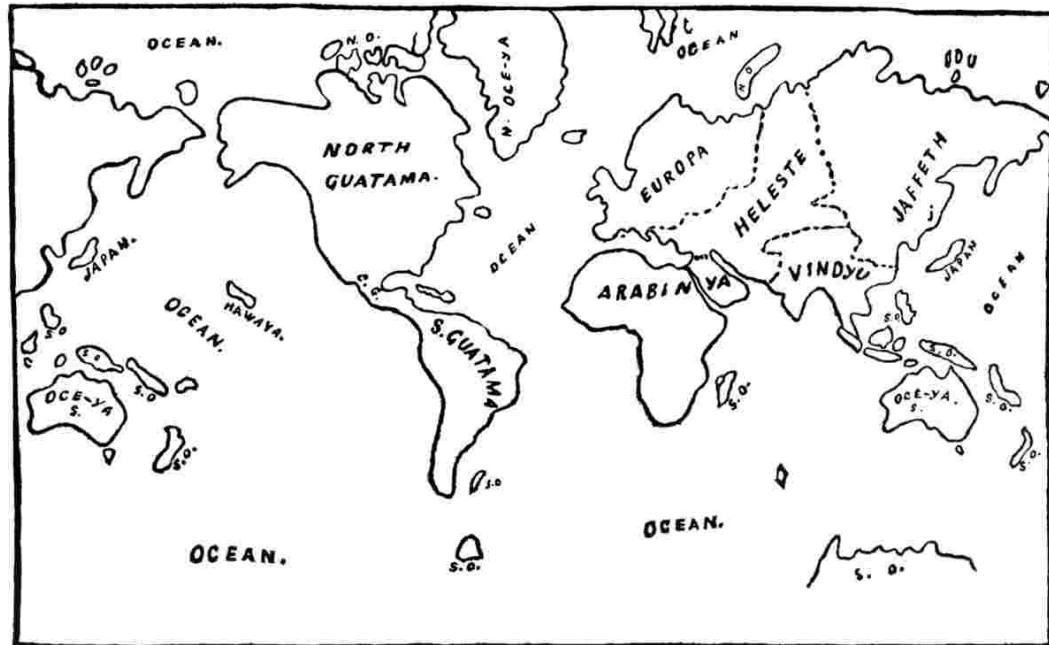 OCEAN.
N. O.
N. OCE-YA
OCEAN
N O
NORTH
GUATAMA.
EUROPA
HELESTE
JAFFETH
JAPAN.
OCEAN
JAPAN
VINDYU
ARABIN YA
C. G.
HAWAYA.
OCEAN.
OCEAN
S. GUATAMA
S. O
S. O.
S. O
S. O.
S. O.
S. O.
OCE-YA
S.
OCE-YA.
S.
S. O.
S. O.
S. O.
S. O
OCEAN.
OCEAN.
S. O.
S. O.